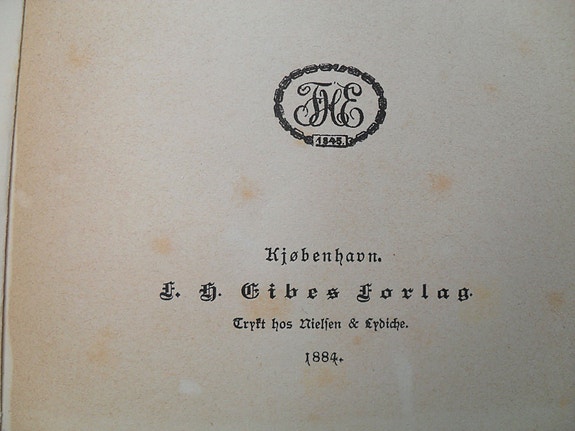 FHE
1845.
Kjøbenhavn.
F. H. Eibes Forlag.
Trykt hos Nielsen & Lydiche.
1884.